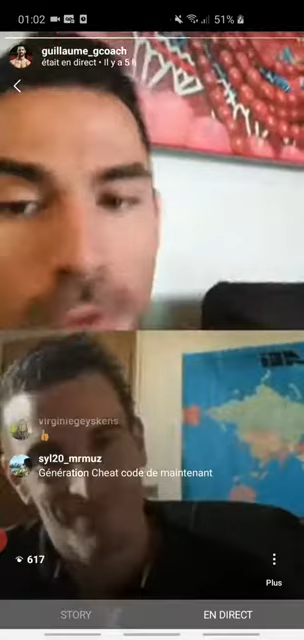 01:02 51%
guillaume_gcoach
était en direct • Il y a 5 h
virginiegeyskens
👍
syl20_mrmuz
Génération Cheat code de maintenant
617
Plus
STORY EN DIRECT